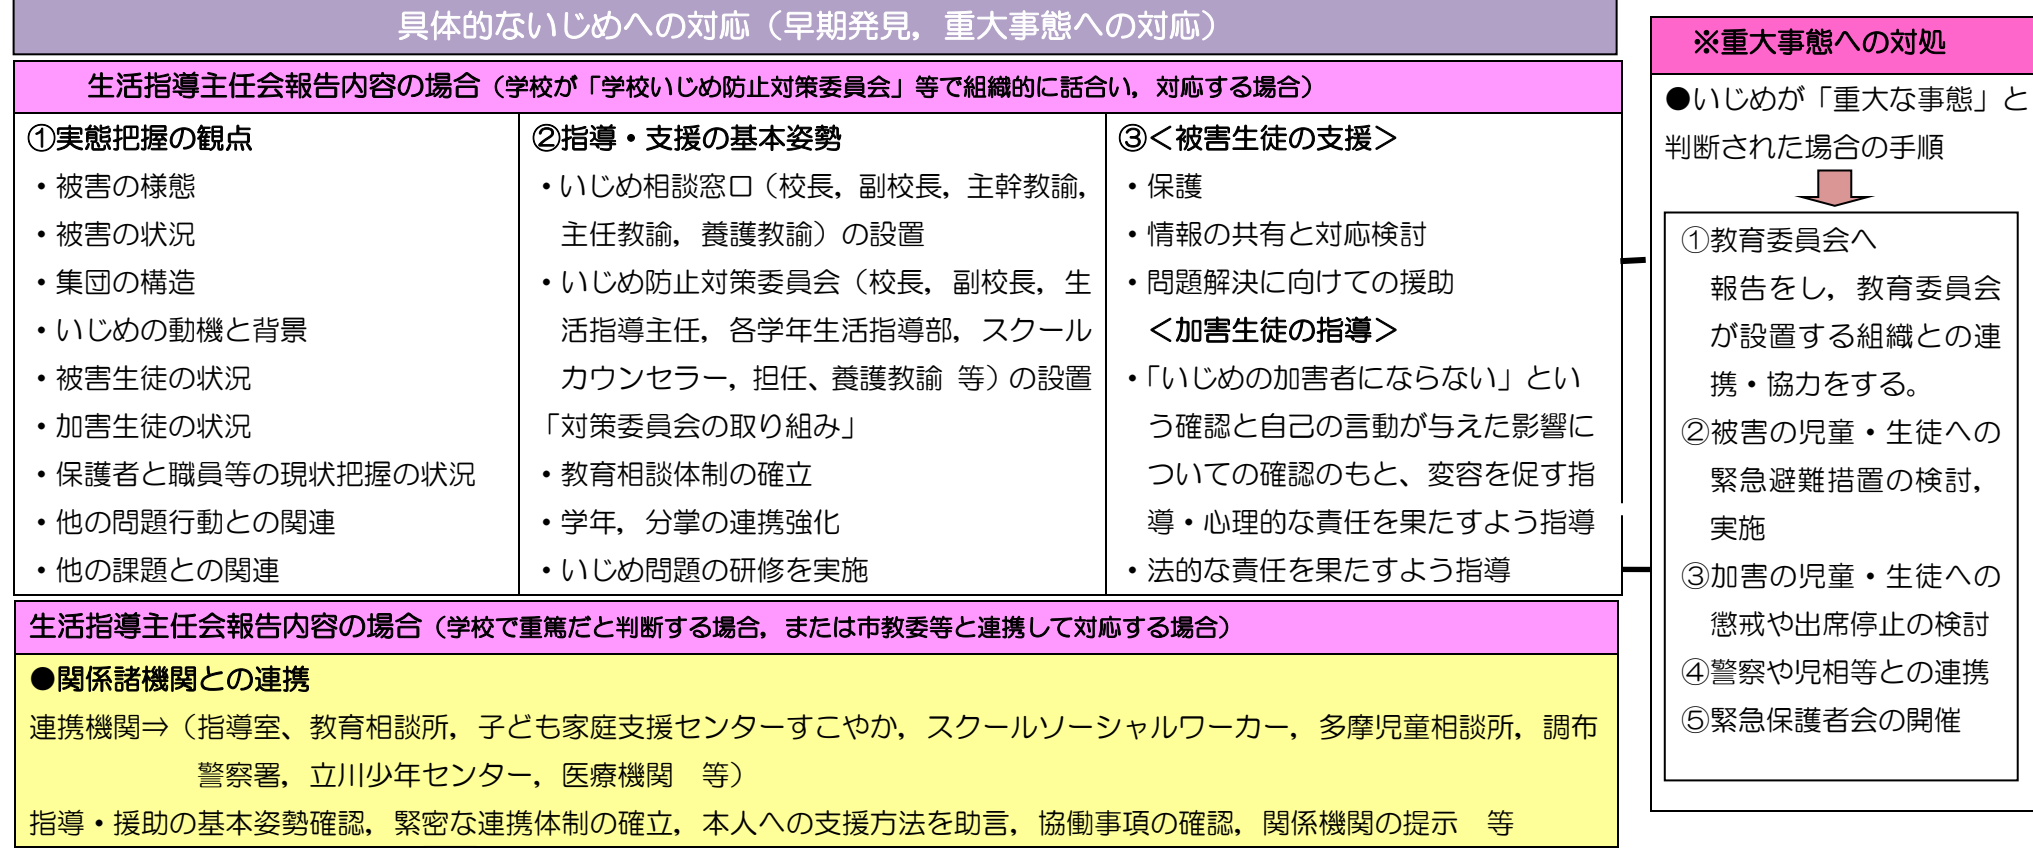 具体的ないじめへの対応（早期発見，重大事態への対応）
生活指導主任会報告内容の場合（学校が「学校いじめ防止対策委員会」等で組織的に話合い，対応する場合）
①実態把握の観点
・被害の様態
・被害の状況
・集団の構造
・いじめの動機と背景
・被害生徒の状況
・加害生徒の状況
・保護者と職員等の現状把握の状況
・他の問題行動との関連
・他の課題との関連
②指導・支援の基本姿勢
・いじめ相談窓口（校長，副校長，主幹教諭，
主任教諭，養護教諭）の設置
・いじめ防止対策委員会（校長，副校長，生
活指導主任，各学年生活指導部，スクール
カウンセラー，担任、養護教諭 等）の設置
「対策委員会の取り組み」
・教育相談体制の確立
・学年，分掌の連携強化
・いじめ問題の研修を実施
③＜被害生徒の支援＞
・保護
・情報の共有と対応検討
・問題解決に向けての援助
＜加害生徒の指導＞
・「いじめの加害者にならない」とい
う確認と自己の言動が与えた影響に
ついての確認のもと、変容を促す指
導・心理的な責任を果たすよう指導
・法的な責任を果たすよう指導
生活指導主任会報告内容の場合（学校で重篤だと判断する場合，または市教委等と連携して対応する場合）
●関係諸機関との連携
連携機関⇒（指導室、教育相談所，子ども家庭支援センターすこやか，スクールソーシャルワーカー，多摩児童相談所，調布
警察署，立川少年センター，医療機関　等）
指導・援助の基本姿勢確認，緊密な連携体制の確立，本人への支援方法を助言，協働事項の確認，関係機関の提示　等
※重大事態への対処
●いじめが「重大な事態」と
判断された場合の手順
①教育委員会へ
報告をし，教育委員会
が設置する組織との連
携・協力をする。
②被害の児童・生徒への
緊急避難措置の検討，
実施
③加害の児童・生徒への
懲戒や出席停止の検討
④警察や児相等との連携
⑤緊急保護者会の開催